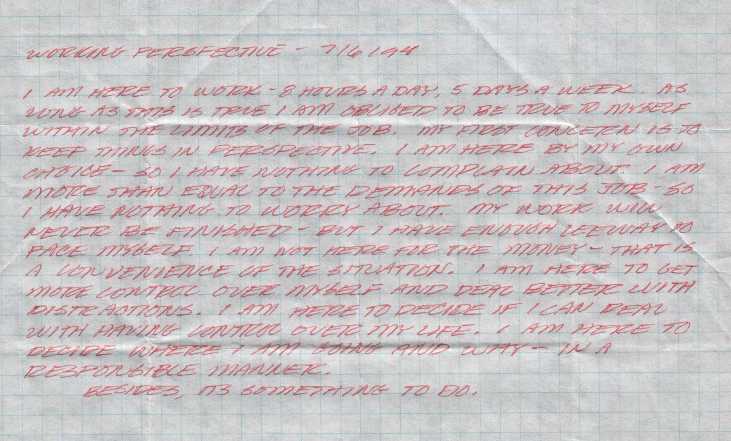 WORKING PERSPECTIVE - 7/6/94
I AM HERE TO WORK - 8 HOURS A DAY, 5 DAYS A WEEK. AS
LONG AS THIS IS TRUE I AM OBLIGED TO BE TRUE TO MYSELF
WITHIN THE LIMITS OF THE JOB. MY FIRST CONCERN IS TO
KEEP THINGS IN PERSPECTIVE. I AM HERE BY MY OWN
CHOICE - SO I HAVE NOTHING TO COMPLAIN ABOUT. I AM
MORE THAN EQUAL TO THE DEMANDS OF THIS JOB - SO
I HAVE NOTHING TO WORRY ABOUT. MY WORK WILL
NEVER BE FINISHED - BUT I HAVE ENOUGH LEEWAY TO
FACE MYSELF. I AM NOT HERE FOR THE MONEY - THAT IS
A CONVENIENCE OF THE SITUATION. I AM HERE TO GET
MORE CONTROL OVER MYSELF AND DEAL BETTER WITH
DISTRACTIONS. I AM HERE TO DECIDE IF I CAN DEAL
WITH HAVING CONTROL OVER MY LIFE. I AM HERE TO
DECIDE WHERE I AM GOING AND WHY - IN A
RESPONSIBLE MANNER.
BESIDES, ITS SOMETHING TO DO.